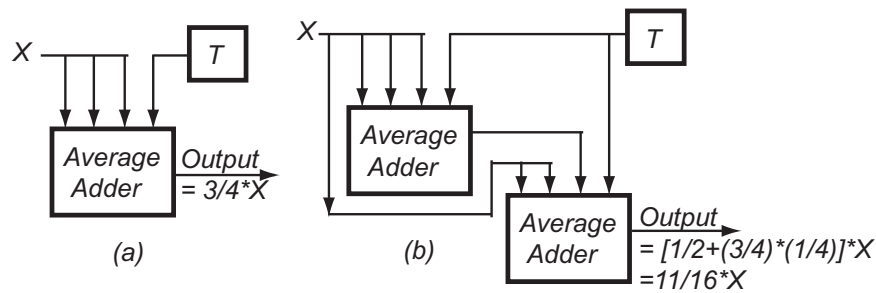 X
T
Average
Adder
Output
= 3/4*X
(a)
X
T
Average
Adder
Average
Adder
Output
= [1/2+(3/4)*(1/4)]*X
=11/16*X
(b)